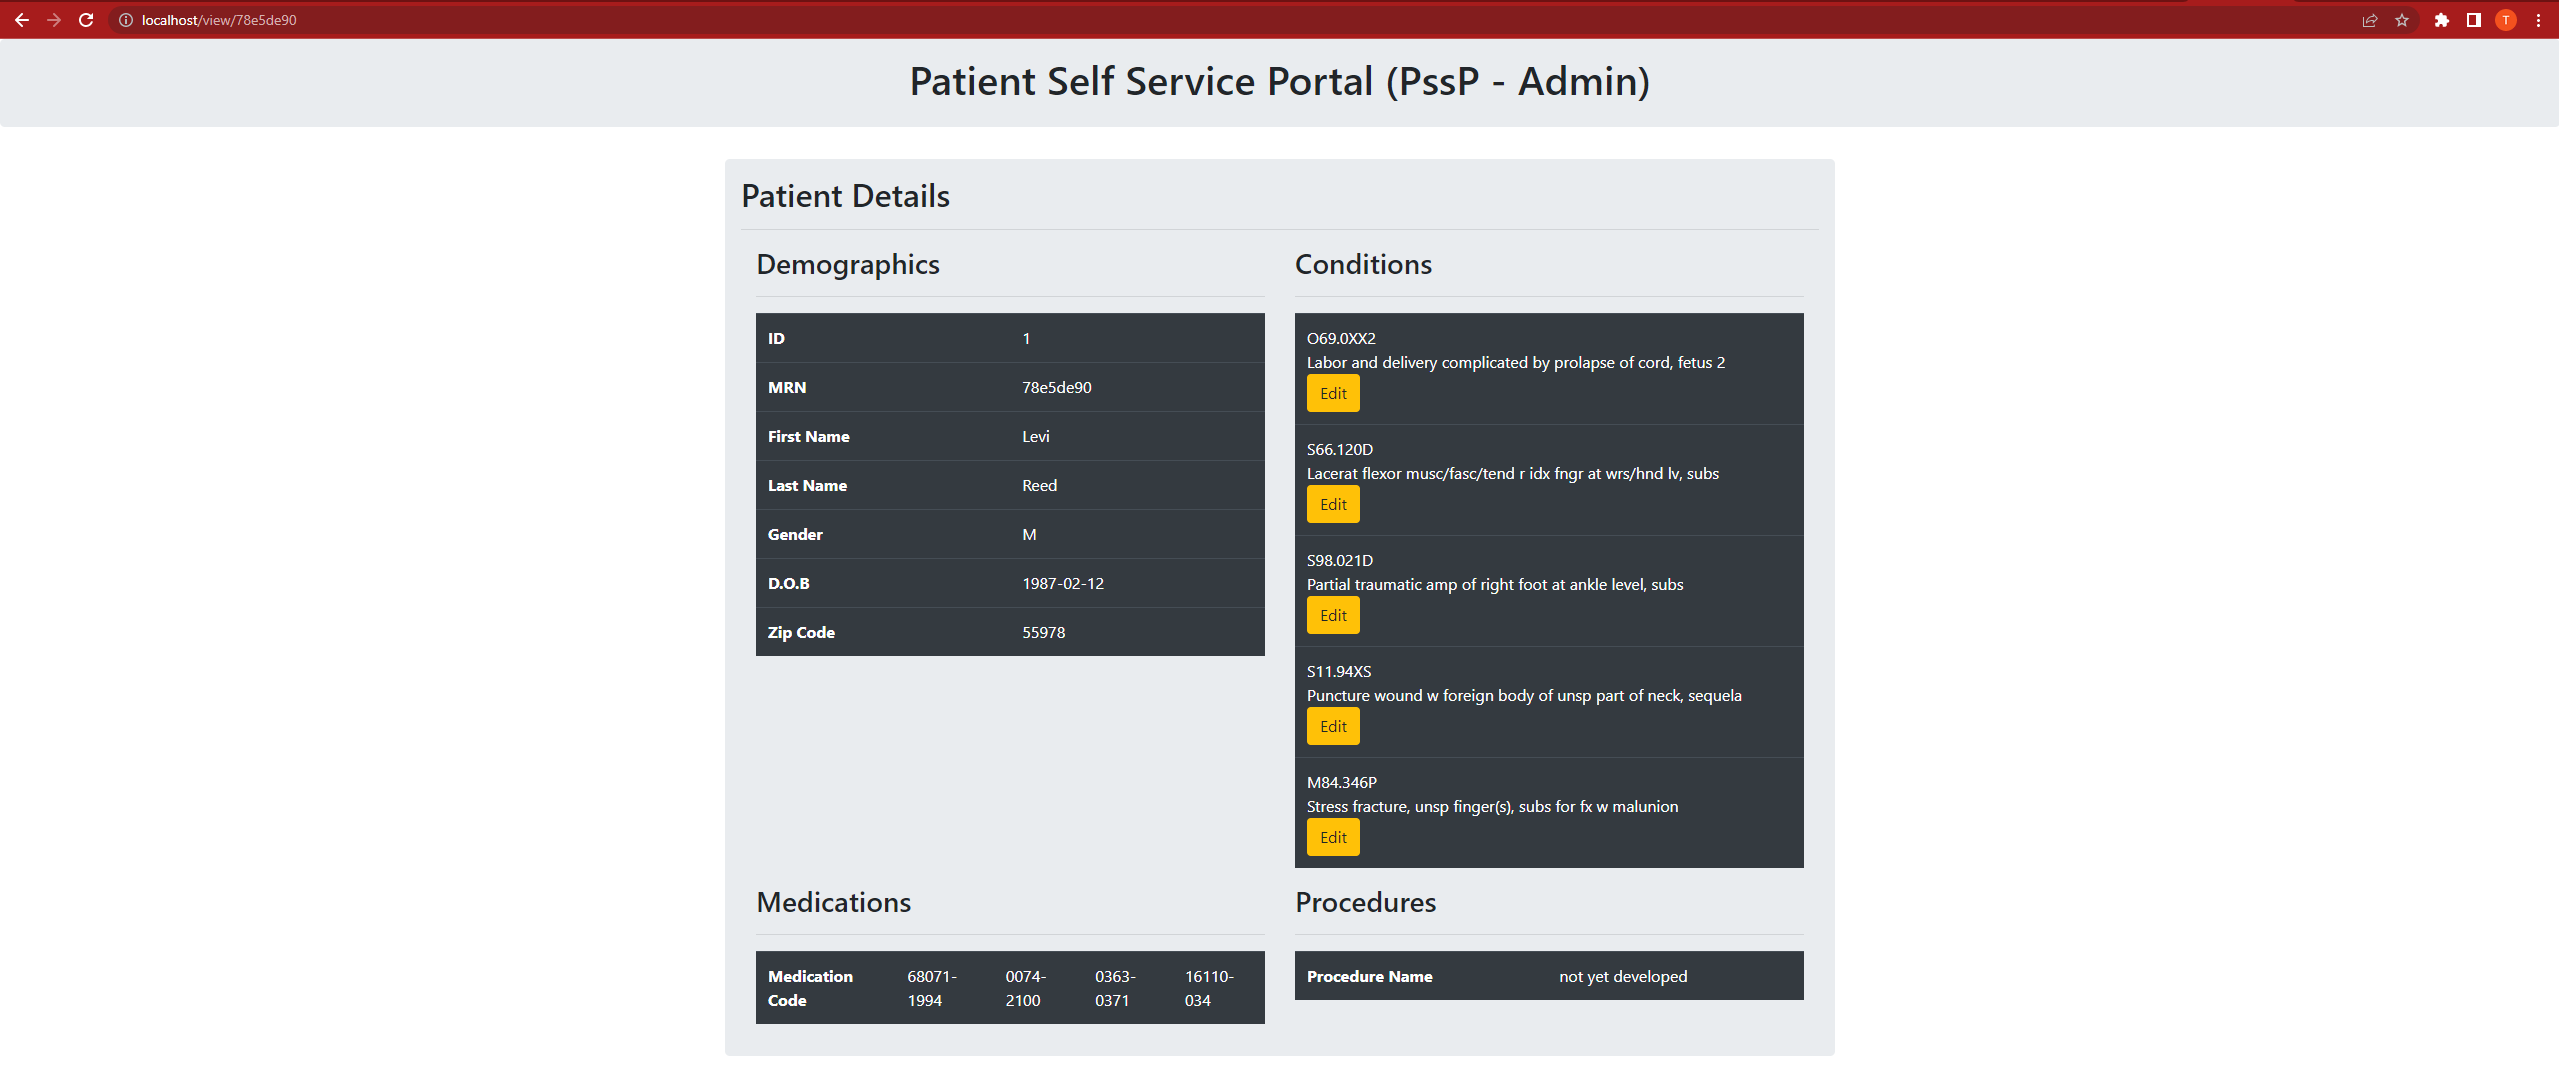 localhost/view/78e5de90
T
Patient Self Service Portal (PssP - Admin)
Patient Details
Demographics
ID 1
MRN 78e5de90
First Name Levi
Last Name Reed
Gender M
D.O.B 1987-02-12
Zip Code 55978
Conditions
O69.0XX2
Labor and delivery complicated by prolapse of cord, fetus 2
Edit
S66.120D
Lacerat flexor musc/fasc/tend r idx fngr at wrs/hnd lv, subs
Edit
S98.021D
Partial traumatic amp of right foot at ankle level, subs
Edit
S11.94XS
Puncture wound w foreign body of unsp part of neck, sequela
Edit
M84.346P
Stress fracture, unsp finger(s), subs for fx w malunion
Edit
Medications
Medication 68071- 0074- 0363- 16110-
Code 1994 2100 0371 034
Procedures
Procedure Name not yet developed